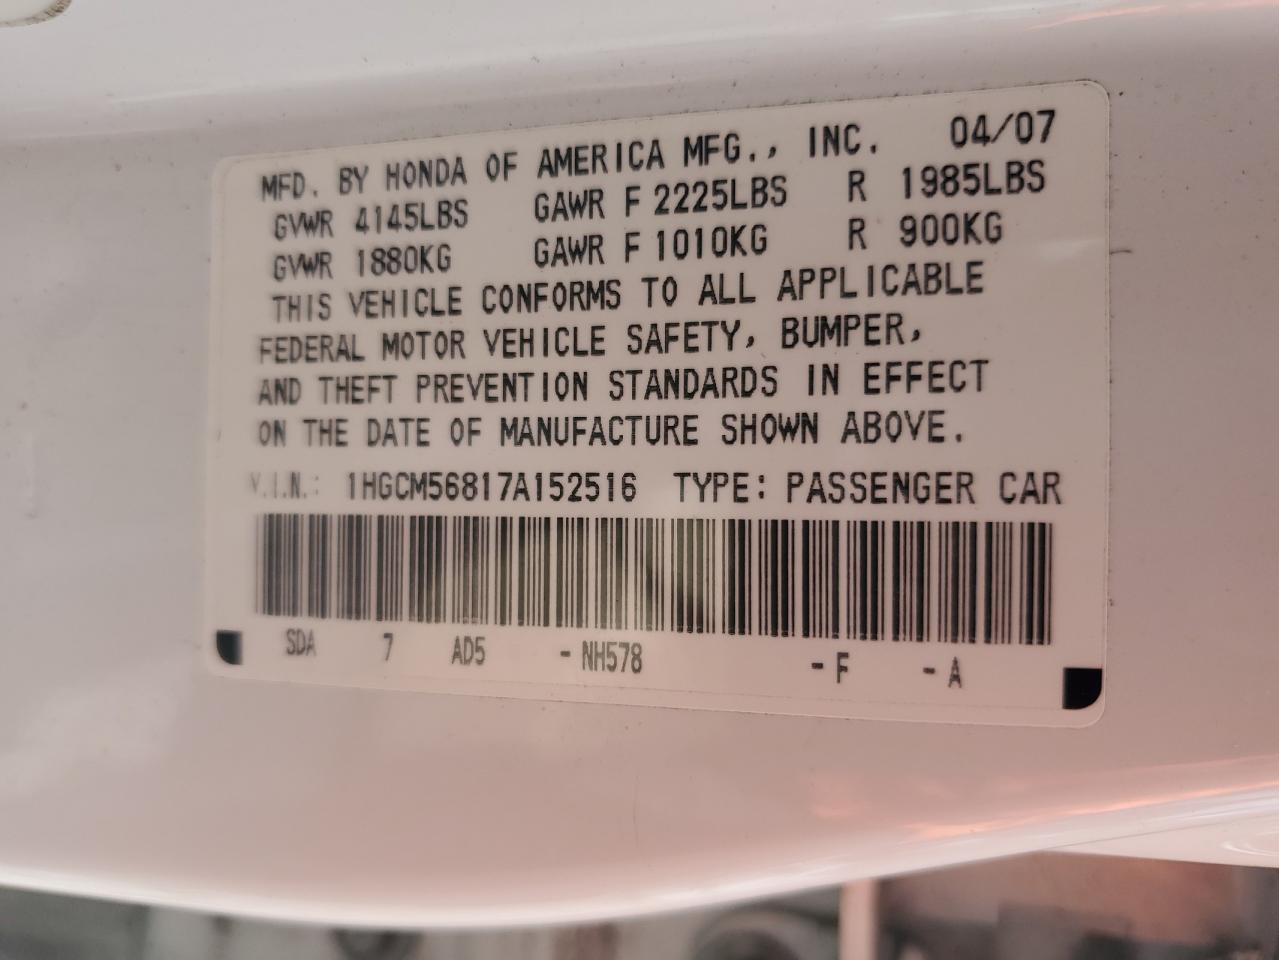 MFD. BY HONDA OF AMERICA MFG., INC. 04/07
GVWR 4145LBS GAWR F 2225LBS R 1985LBS
GVWR 1880KG GAWR F 1010KG R 900KG
THIS VEHICLE CONFORMS TO ALL APPLICABLE
FEDERAL MOTOR VEHICLE SAFETY, BUMPER,
AND THEFT PREVENTION STANDARDS IN EFFECT
ON THE DATE OF MANUFACTURE SHOWN ABOVE.
V.I.N.: 1HGCM56817A152516 TYPE: PASSENGER CAR
SDA 7 AD5 -NH578 -F -A